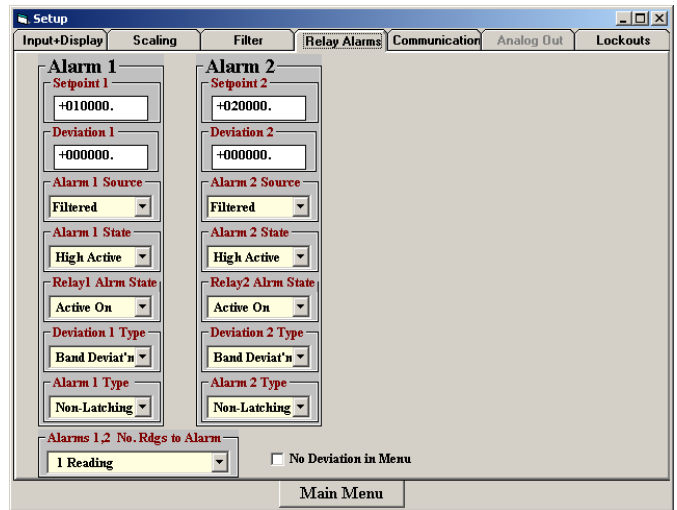 Setup
Input+Display Scaling Filter Relay Alarms Communication Analog Out Lockouts
Alarm 1 Alarm 2
Setpoint 1 Setpoint 2
+010000. +020000.
Deviation 1 Deviation 2
+000000. +000000.
Alarm 1 Source Alarm 2 Source
Filtered Filtered
Alarm 1 State Alarm 2 State
High Active High Active
Relay1 Alrm State Relay2 Alrm State
Active On Active On
Deviation 1 Type Deviation 2 Type
Band Deviat'n Band Deviat'n
Alarm 1 Type Alarm 2 Type
Non-Latching Non-Latching
Alarms 1,2 No. Rdgs to Alarm
1 Reading No Deviation in Menu
Main Menu